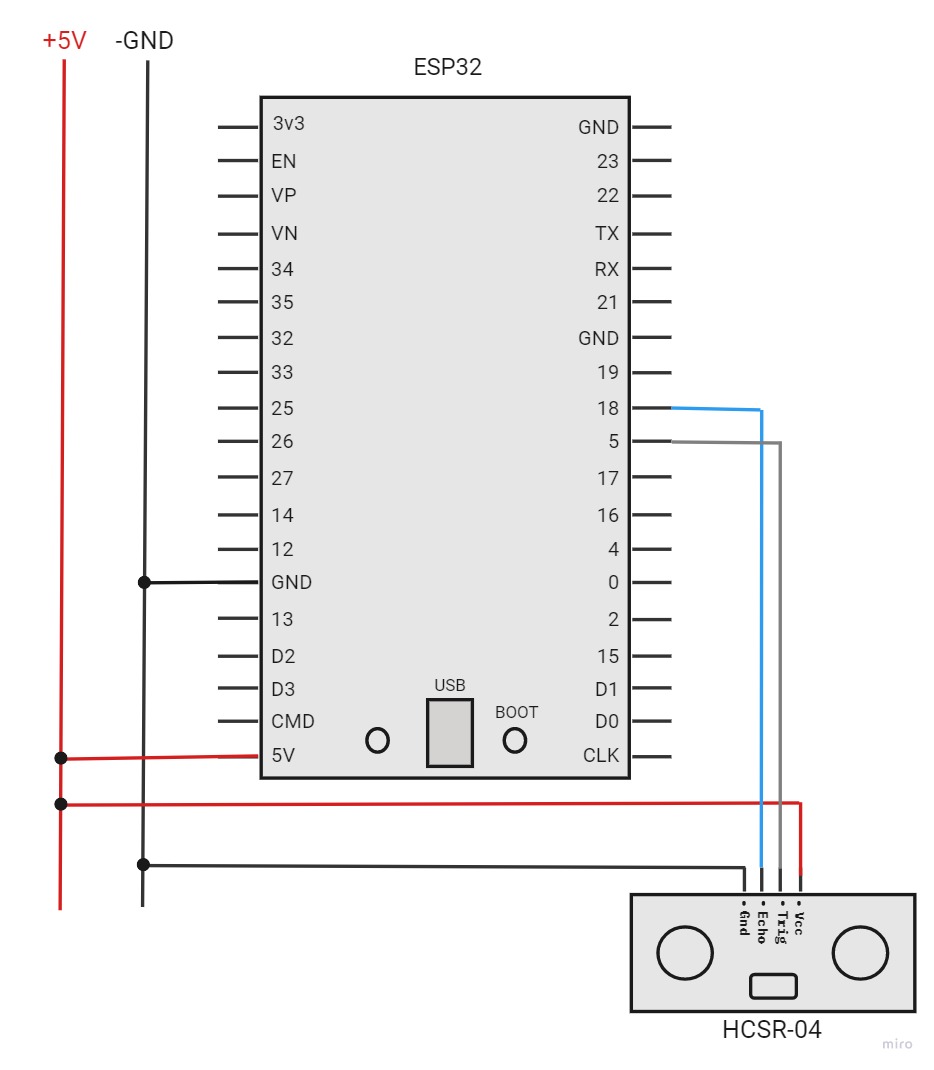 +5V -GND
ESP32
3v3 GND
EN 23
VP 22
VN TX
34 RX
35 21
32 GND
33 19
25 18
26 5
27 17
14 16
12 4
GND 0
13 2
D2 15
USB
D3 D1
BOOT
CMD D0
5V CLK
Gnd
Echo
Trig
Vcc
HCSR-04
miro